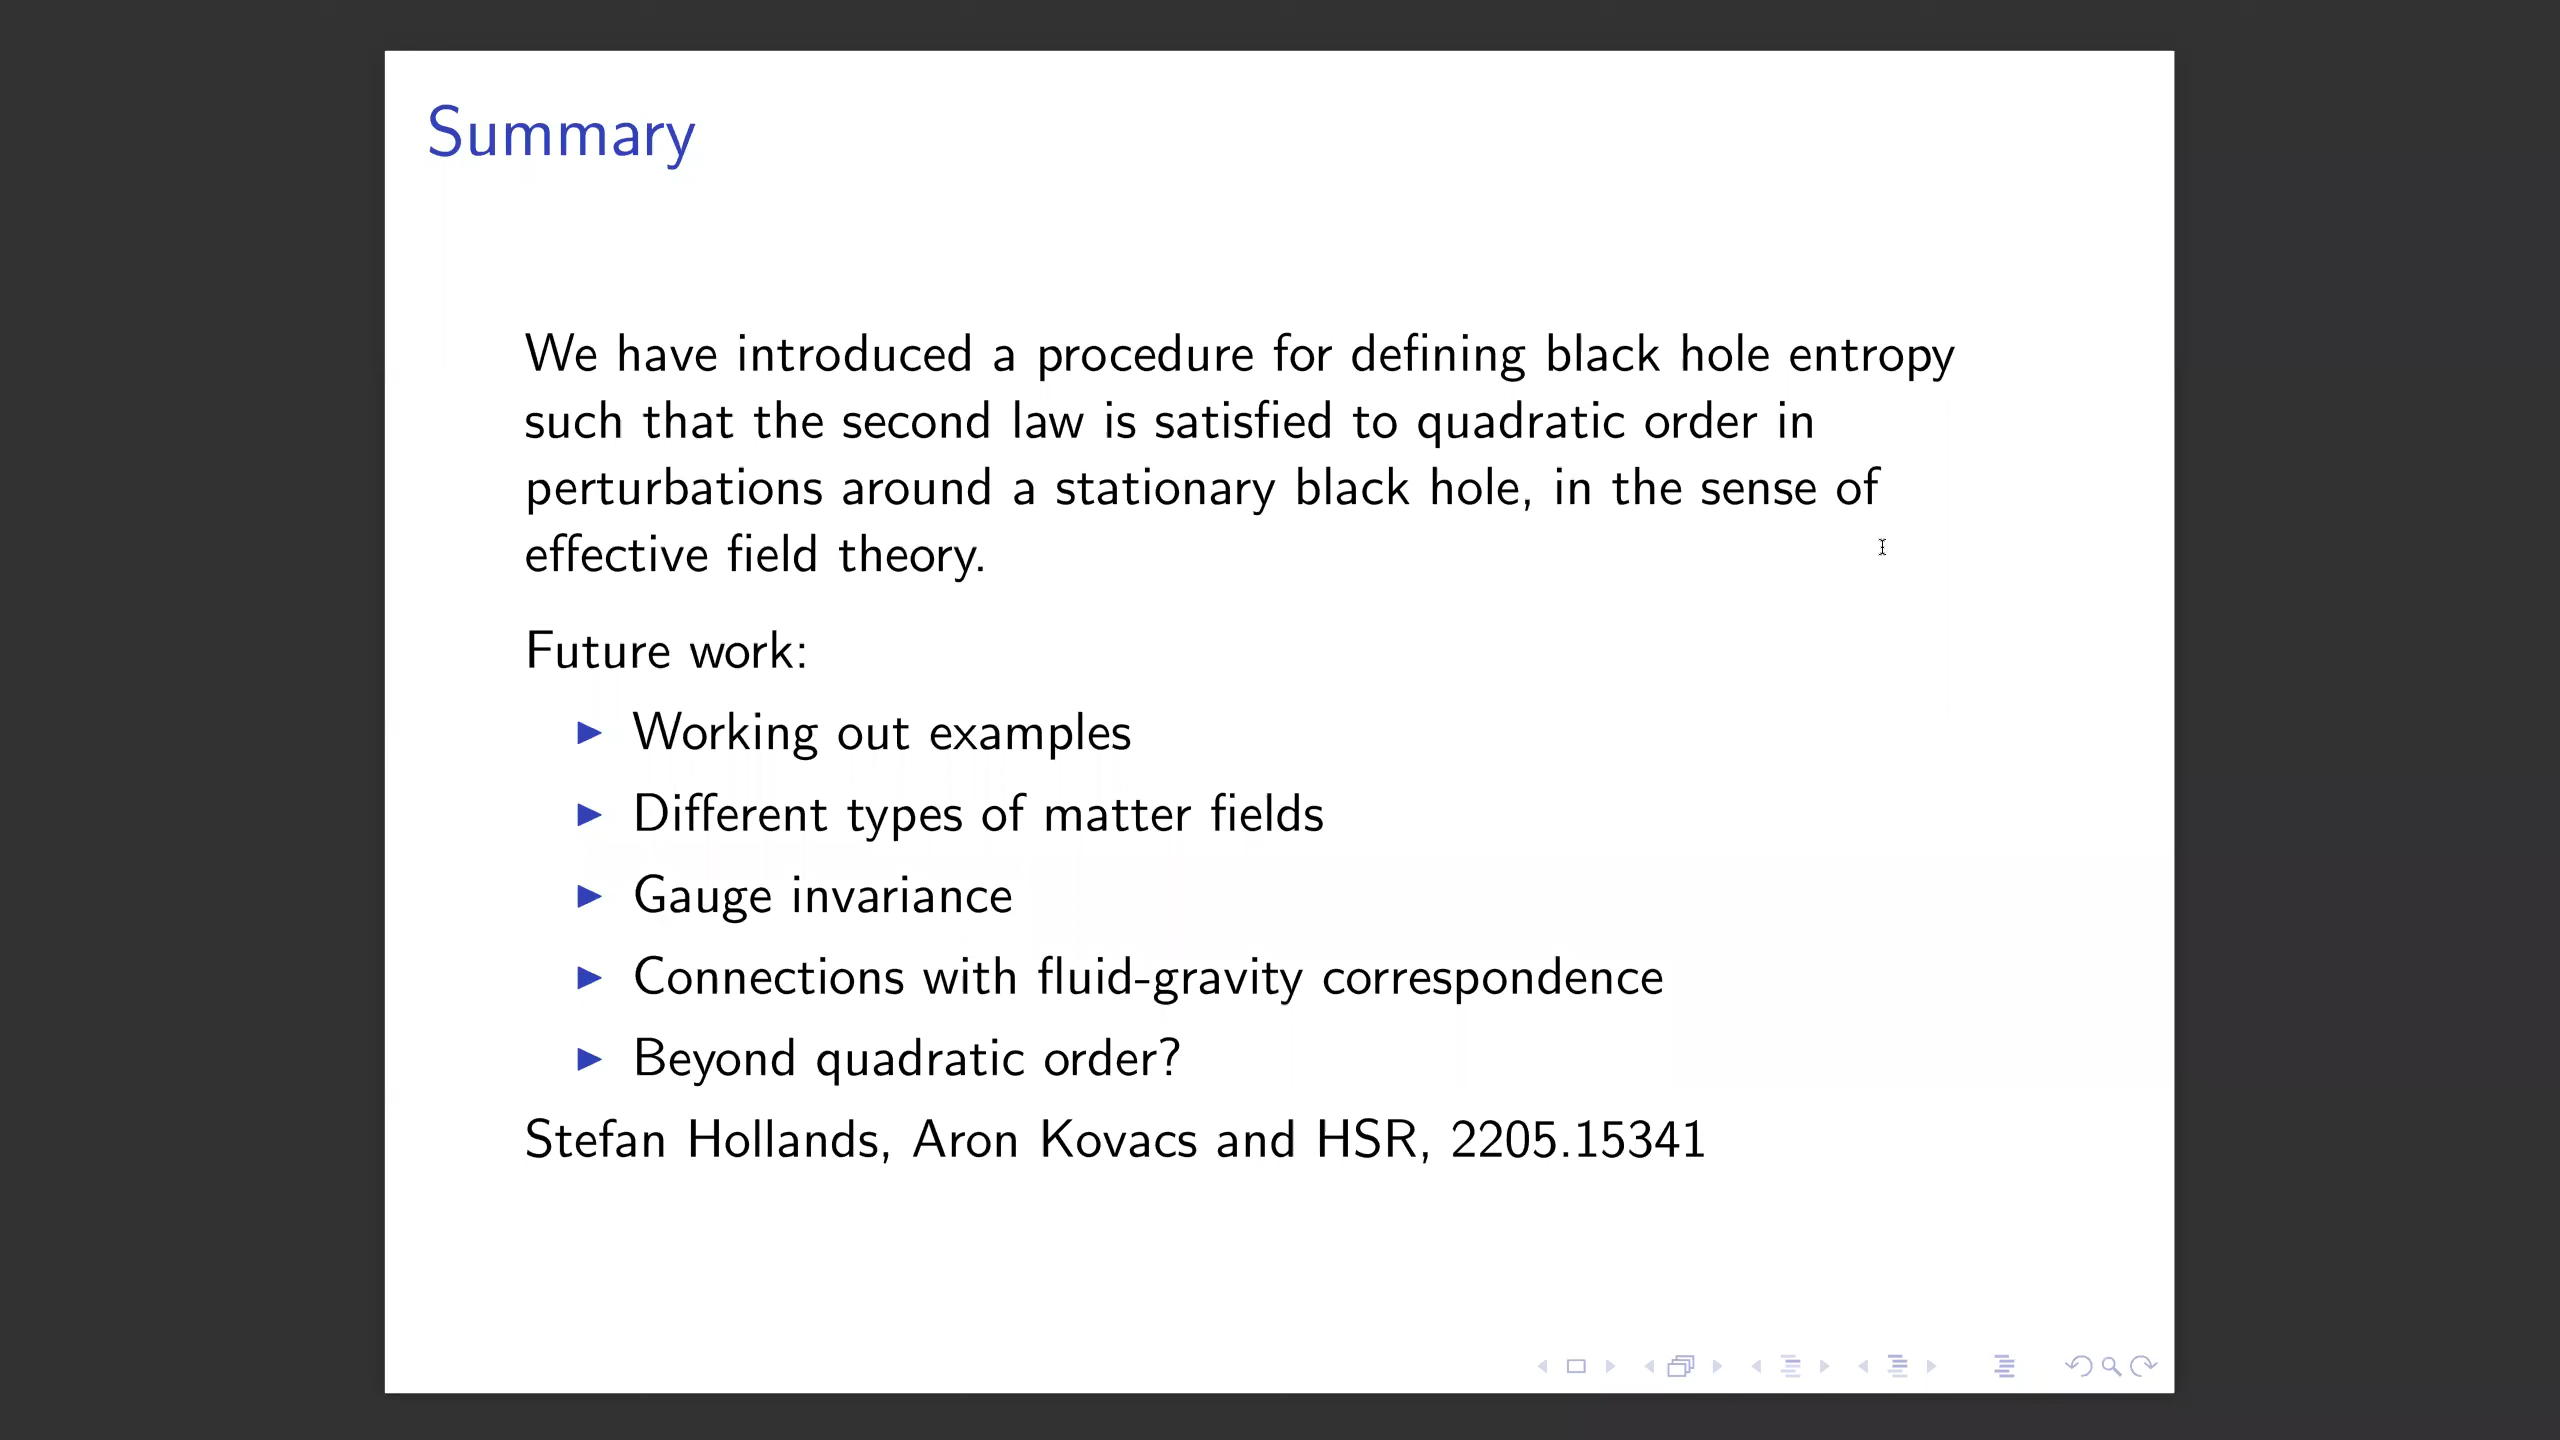 Summary
We have introduced a procedure for defining black hole entropy
such that the second law is satisfied to quadratic order in
perturbations around a stationary black hole, in the sense of
effective field theory.
Future work:
Working out examples
Different types of matter fields
Gauge invariance
Connections with fluid-gravity correspondence
Beyond quadratic order?
Stefan Hollands, Aron Kovacs and HSR, 2205.15341